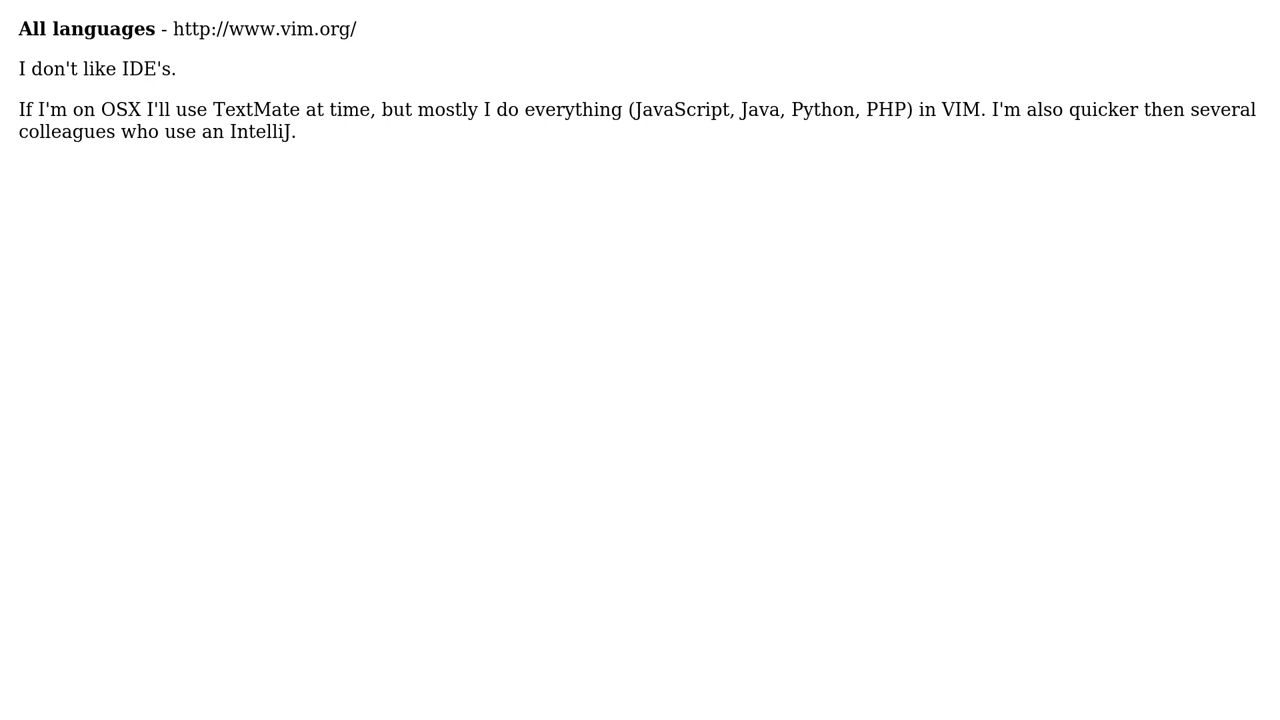 All languages - http://www.vim.org/
I don't like IDE's.
If I'm on OSX I'll use TextMate at time, but mostly I do everything (JavaScript, Java, Python, PHP) in VIM. I'm also quicker then several
colleagues who use an IntelliJ.